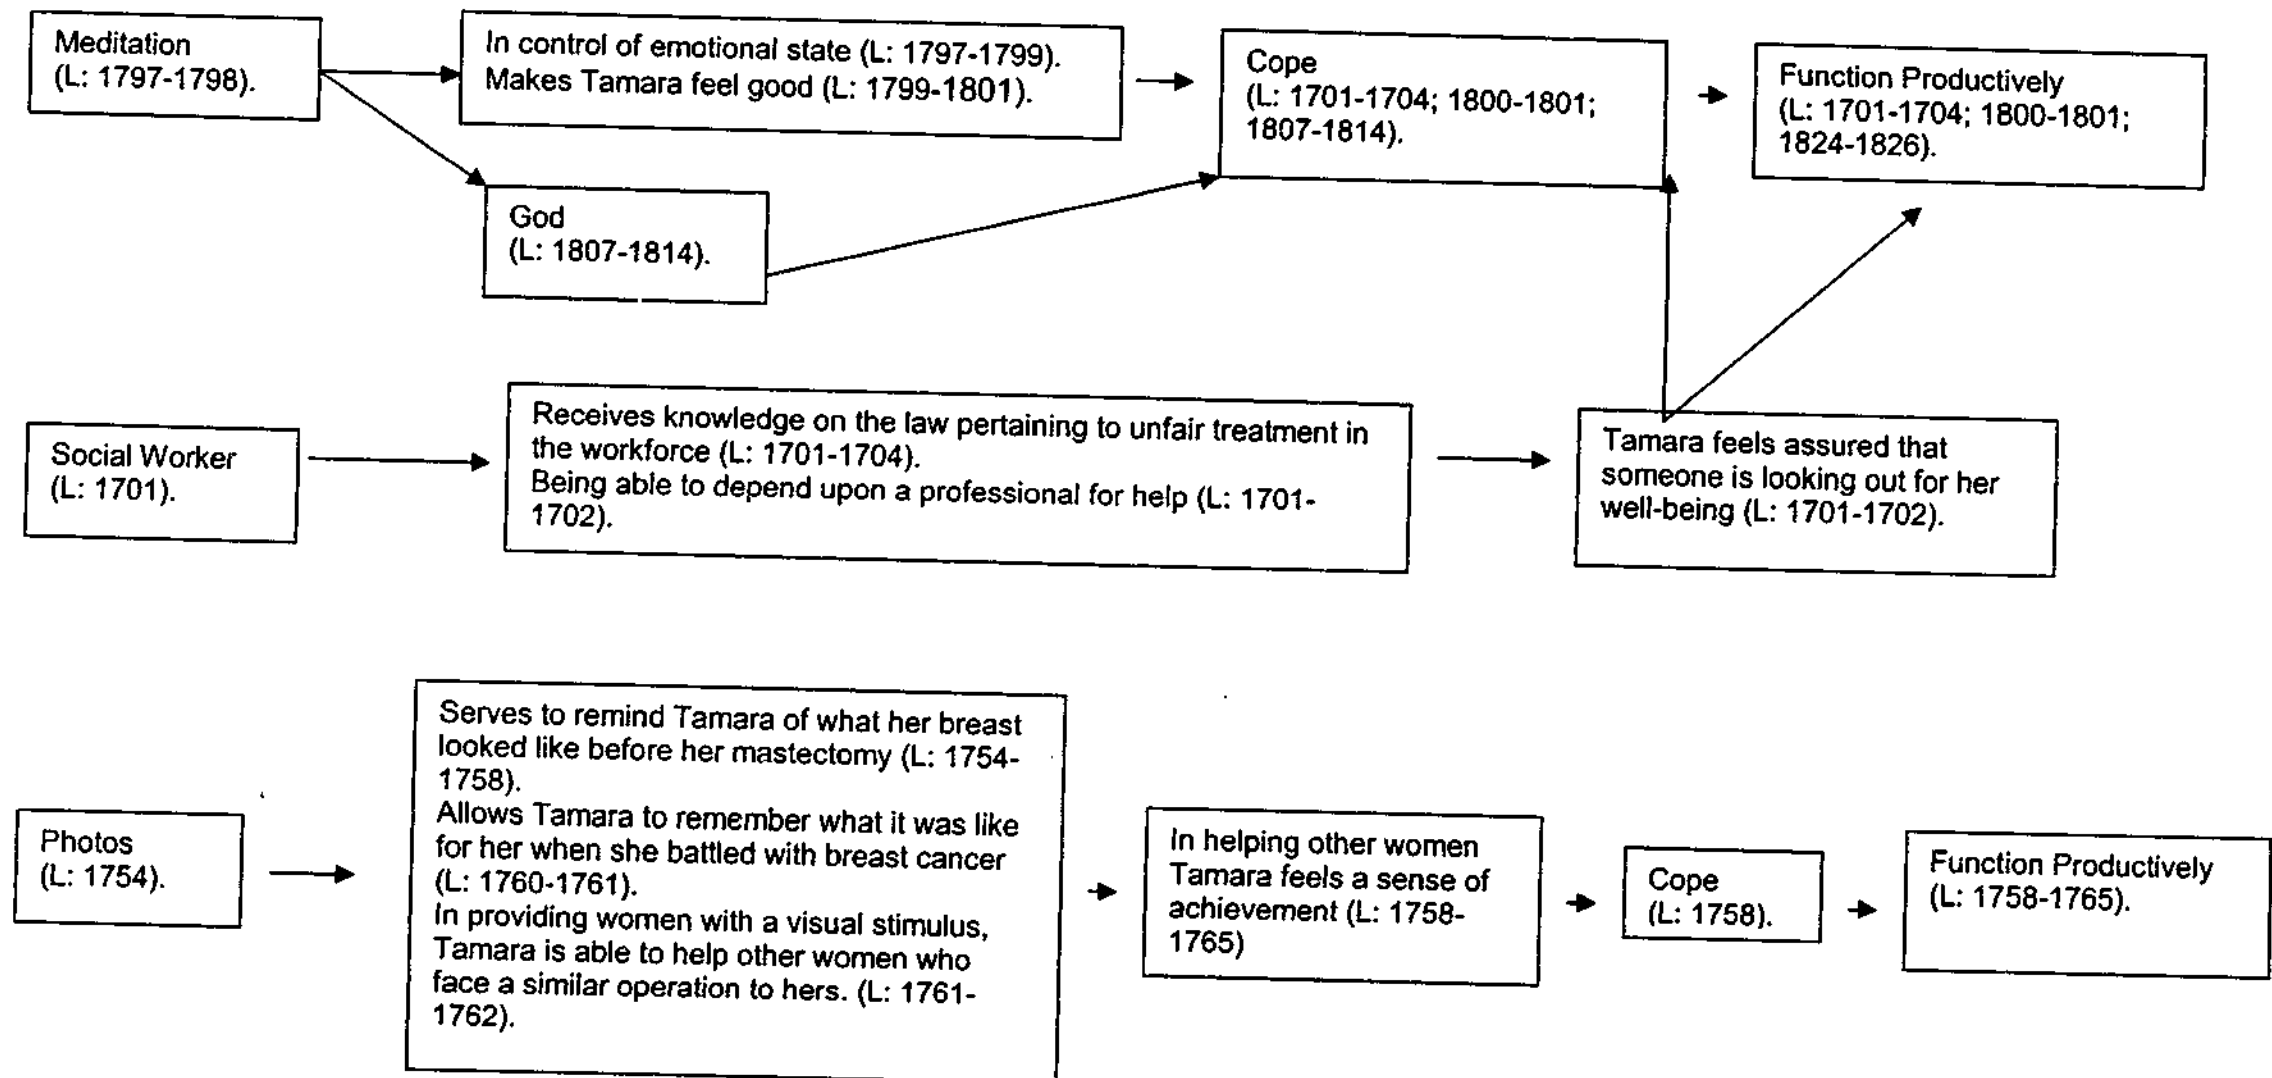 Meditation
(L: 1797-1798).
In control of emotional state (L: 1797-1799).
Makes Tamara feel good (L: 1799-1801).
Cope
(L: 1701-1704; 1800-1801;
1807-1814).
Function Productively
(L: 1701-1704; 1800-1801;
1824-1826).
God
(L: 1807-1814).
Social Worker
(L: 1701).
Receives knowledge on the law pertaining to unfair treatment in
the workforce (L: 1701-1704).
Being able to depend upon a professional for help (L: 1701-
1702).
Tamara feels assured that
someone is looking out for her
well-being (L: 1701-1702).
Photos
(L: 1754).
Serves to remind Tamara of what her breast
looked like before her mastectomy (L: 1754-
1758).
Allows Tamara to remember what it was like
for her when she battled with breast cancer
(L: 1760-1761).
In providing women with a visual stimulus,
Tamara is able to help other women who
face a similar operation to hers. (L: 1761-
1762).
In helping other women
Tamara feels a sense of
achievement (L: 1758-
1765)
Cope
(L: 1758).
Function Productively
(L: 1758-1765).